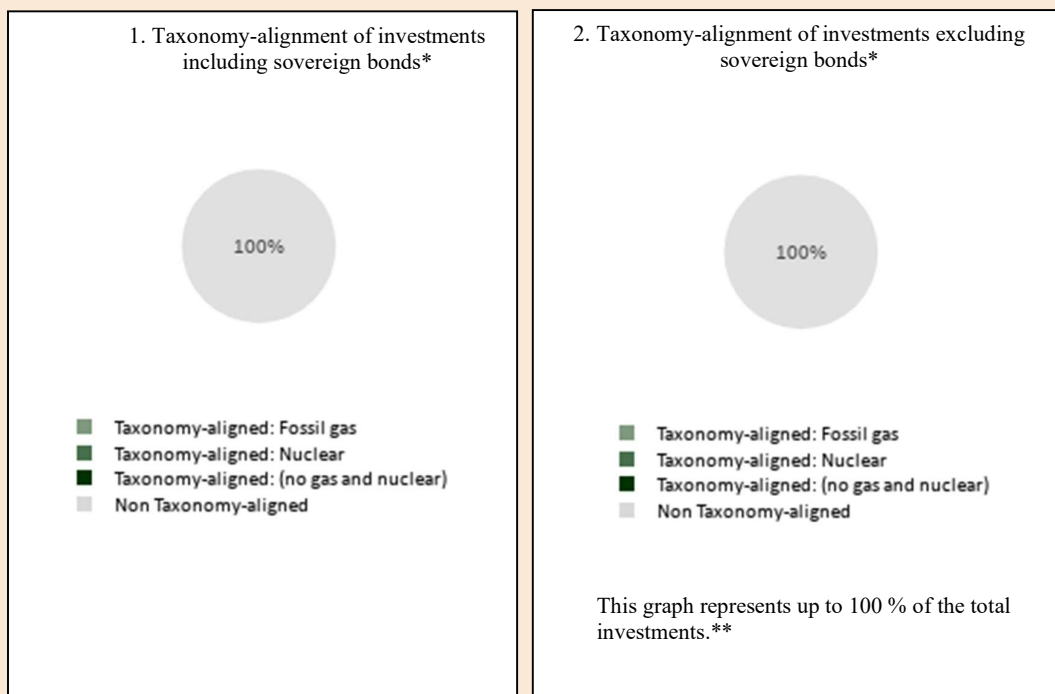 1. Taxonomy-alignment of investments
including sovereign bonds*
100%
Taxonomy-aligned: Fossil gas
Taxonomy-aligned: Nuclear
Taxonomy-aligned: (no gas and nuclear)
Non Taxonomy-aligned
2. Taxonomy-alignment of investments excluding
sovereign bonds*
100%
Taxonomy-aligned: Fossil gas
Taxonomy-aligned: Nuclear
Taxonomy-aligned: (no gas and nuclear)
Non Taxonomy-aligned
This graph represents up to 100 % of the total
investments.**